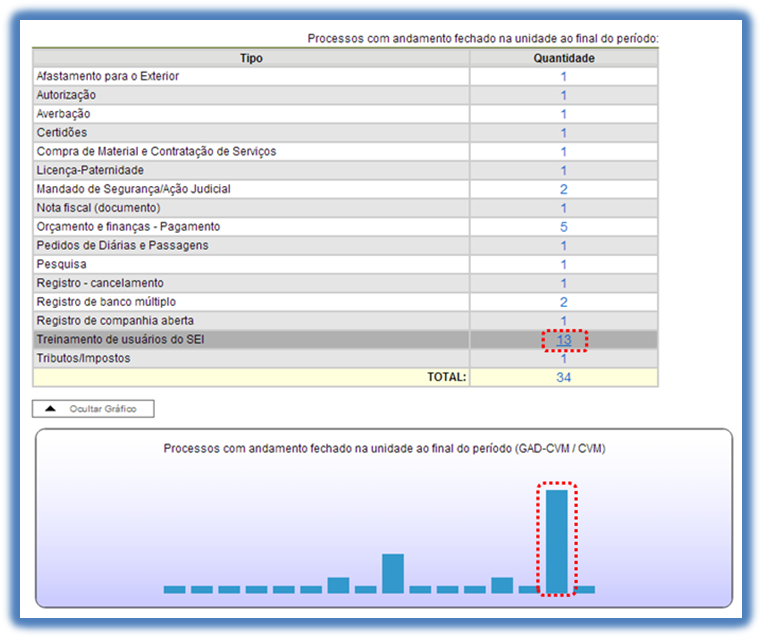 Processos com andamento fechado na unidade ao final do período:
Tipo Quantidade
Afastamento para o Exterior 1
Autorização 1
Averbação 1
Certidões 1
Compra de Material e Contratação de Serviços 1
Licença-Paternidade 1
Mandado de Segurança/Ação Judicial 2
Nota fiscal (documento) 1
Orçamento e finanças - Pagamento 5
Pedidos de Diárias e Passagens 1
Pesquisa 1
Registro - cancelamento 1
Registro de banco múltiplo 2
Registro de companhia aberta 1
Treinamento de usuários do SEI 13
Tributos/Impostos 1
TOTAL: 34
Ocultar Gráfico
Processos com andamento fechado na unidade ao final do período (GAD-CVM / CVM)